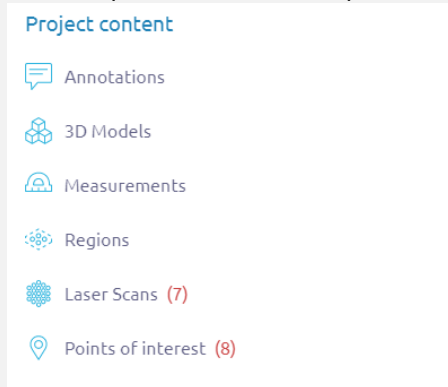 Project content
Annotations
3D Models
Measurements
Regions
Laser Scans (7)
Points of interest (8)